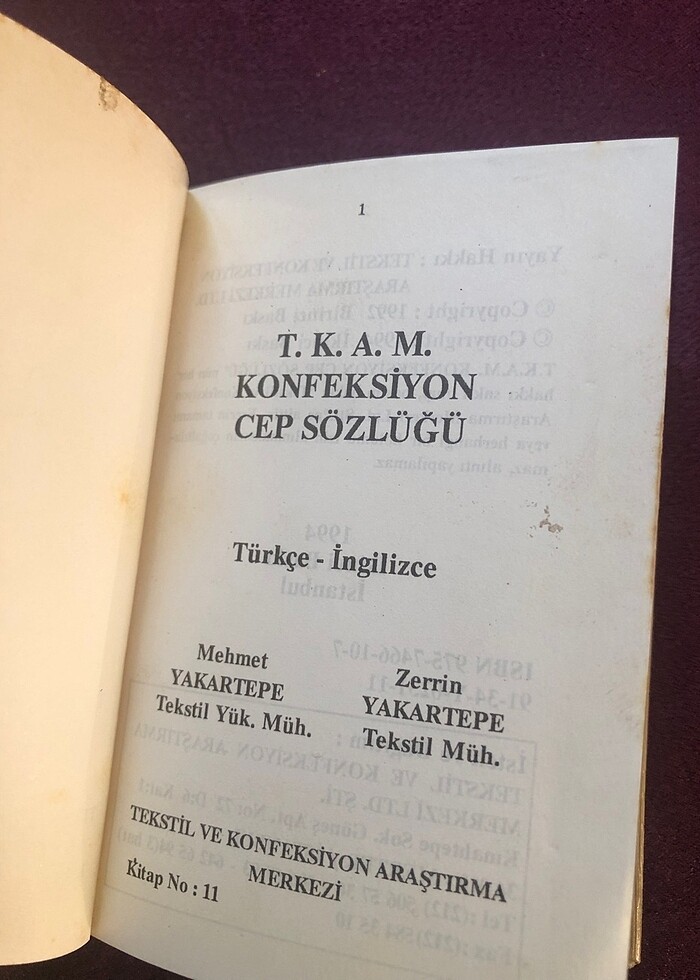 1
T. K. A. M.
KONFEKSİYON
CEP SÖZLÜĞÜ
Türkçe - İngilizce
Mehmet
YAKARTEPE
Tekstil Yük. Müh.
Zerrin
YAKARTEPE
Tekstil Müh.
TEKSTİL VE KONFEKSİYON ARAŞTIRMA
MERKEZİ
Kitap No : 11